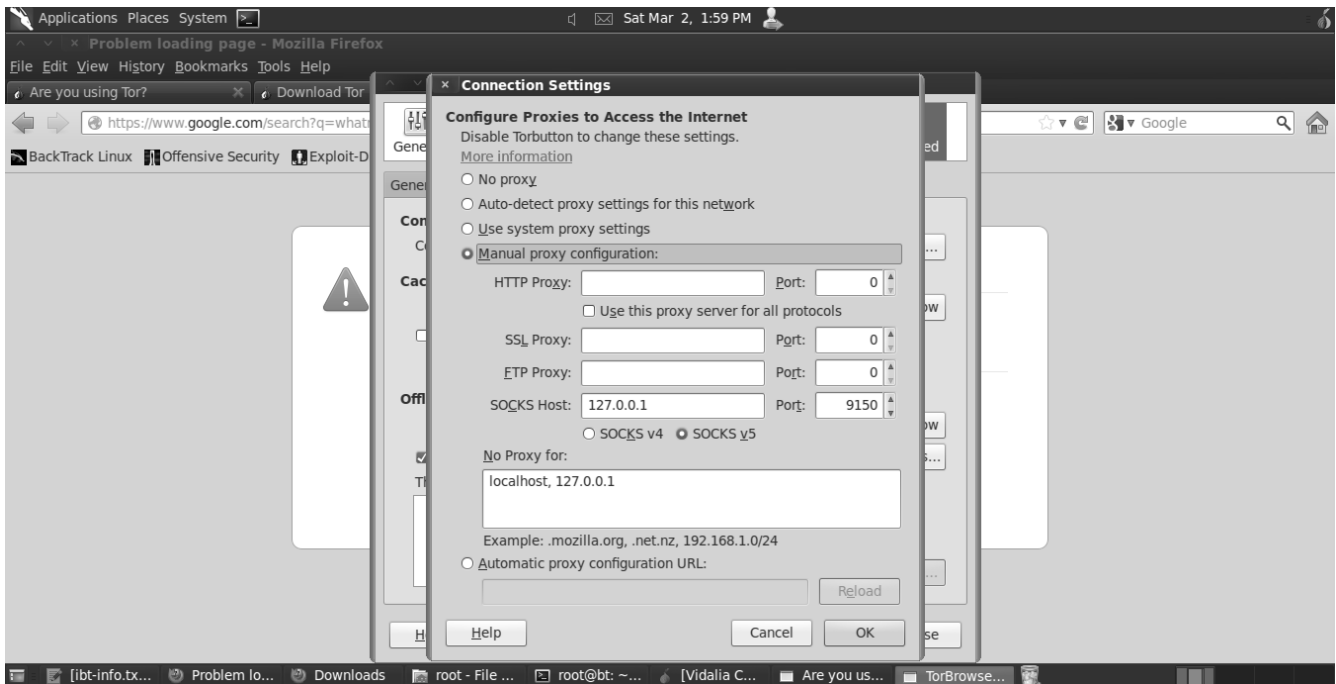 Applications Places System
Sat Mar 2, 1:59 PM
Problem loading page - Mozilla Firefox
File Edit View History Bookmarks Tools Help
Are you using Tor?
Download Tor
https://www.google.com/search?q=what
Google
BackTrack Linux
Offensive Security
Exploit-D
Connection Settings
Configure Proxies to Access the Internet
Disable Torbutton to change these settings.
More information
No proxy
Auto-detect proxy settings for this network
Use system proxy settings
Manual proxy configuration:
HTTP Proxy: Port: 0
Use this proxy server for all protocols
SSL Proxy: Port: 0
FTP Proxy: Port: 0
SOCKS Host: 127.0.0.1 Port: 9150
SOCKS v4 SOCKS v5
No Proxy for:
localhost, 127.0.0.1
Example: .mozilla.org, .net.nz, 192.168.1.0/24
Automatic proxy configuration URL:
Reload
Help Cancel OK
[ibt-info.tx... Problem lo... Downloads root - File ... root@bt: ~... [Vidalia C... Are you us... TorBrowse...